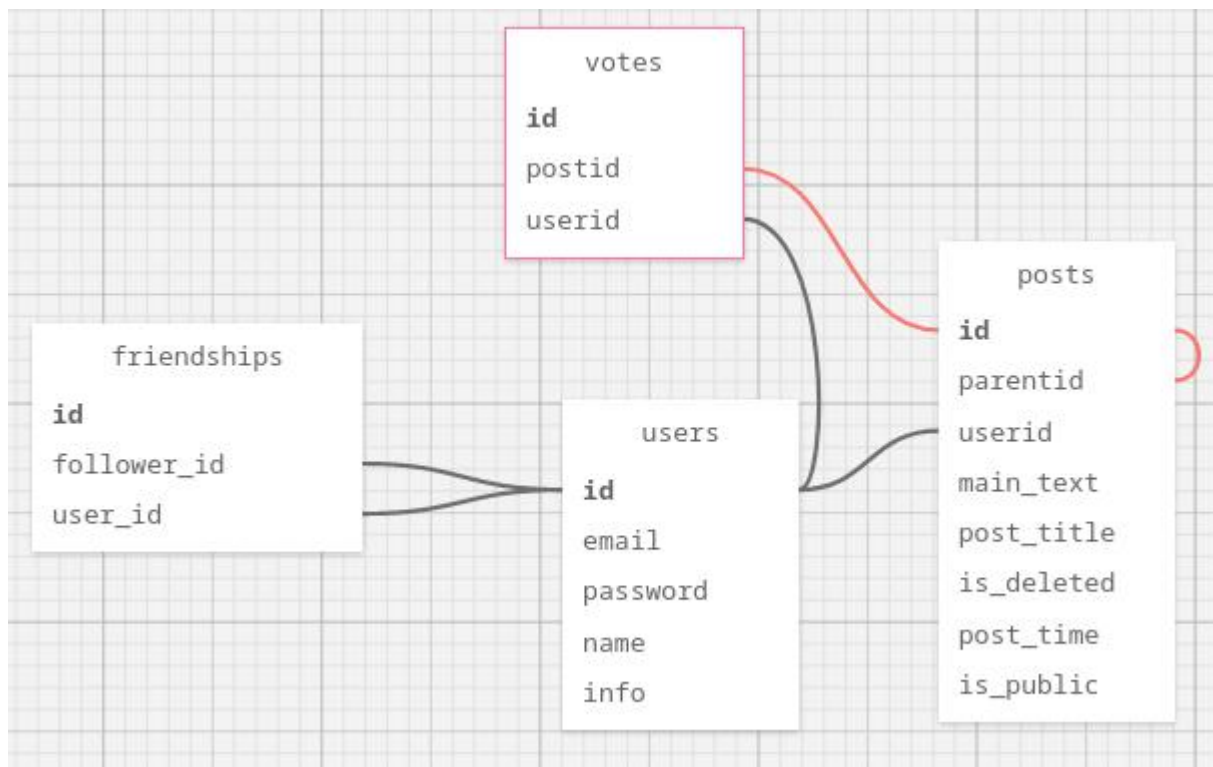 votes
id
postid
userid
posts
id
parentid
userid
main_text
post_title
is_deleted
post_time
is_public
friendships
id
follower_id
user_id
users
id
email
password
name
info